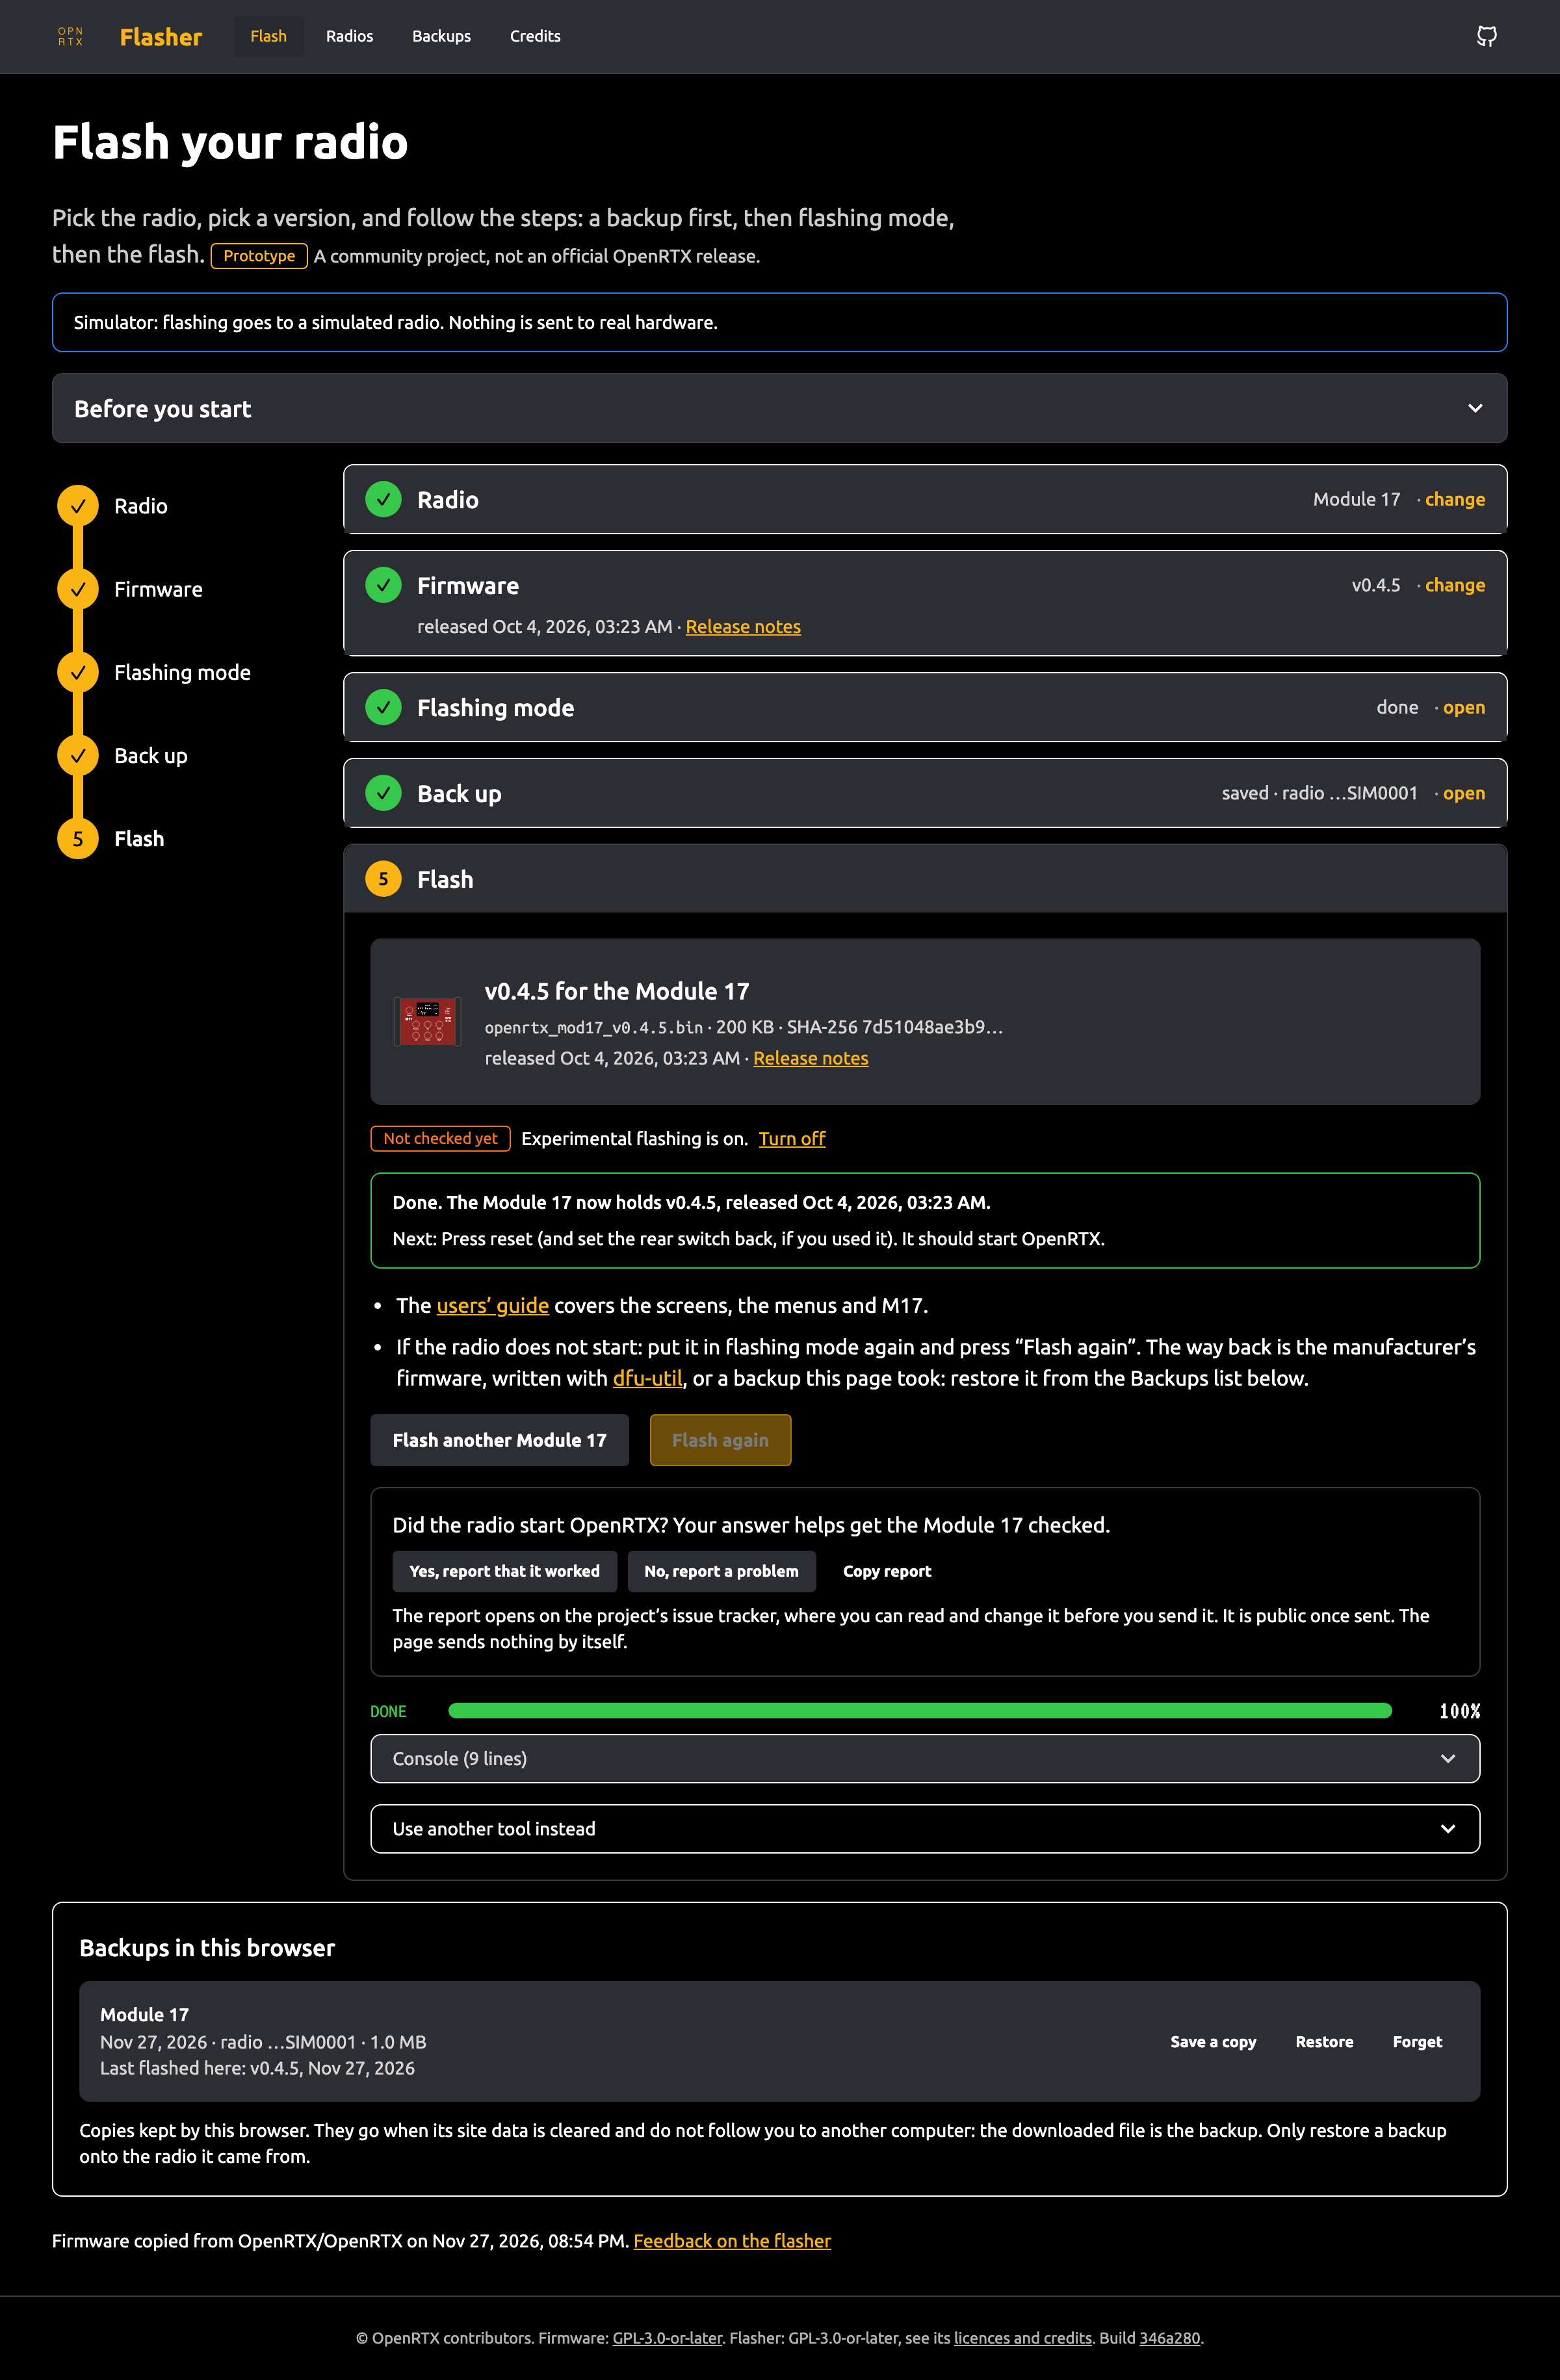 OPN
RTX
Flasher
Flash
Radios
Backups
Credits
Flash your radio
Pick the radio, pick a version, and follow the steps: a backup first, then flashing mode,
then the flash. Prototype A community project, not an official OpenRTX release.
Simulator: flashing goes to a simulated radio. Nothing is sent to real hardware.
Before you start
Radio
Firmware
Flashing mode
Back up
5 Flash
Radio
Module 17 · change
Firmware
v0.4.5 · change
released Oct 4, 2026, 03:23 AM · Release notes
Flashing mode
done · open
Back up
saved · radio …SIM0001 · open
5 Flash
v0.4.5 for the Module 17
openrtx_mod17_v0.4.5.bin · 200 KB · SHA-256 7d51048ae3b9…
released Oct 4, 2026, 03:23 AM · Release notes
Not checked yet Experimental flashing is on. Turn off
Done. The Module 17 now holds v0.4.5, released Oct 4, 2026, 03:23 AM.
Next: Press reset (and set the rear switch back, if you used it). It should start OpenRTX.
• The users’ guide covers the screens, the menus and M17.
• If the radio does not start: put it in flashing mode again and press “Flash again”. The way back is the manufacturer’s
firmware, written with dfu-util, or a backup this page took: restore it from the Backups list below.
Flash another Module 17
Flash again
Did the radio start OpenRTX? Your answer helps get the Module 17 checked.
Yes, report that it worked
No, report a problem
Copy report
The report opens on the project’s issue tracker, where you can read and change it before you send it. It is public once sent. The
page sends nothing by itself.
DONE
100%
Console (9 lines)
Use another tool instead
Backups in this browser
Module 17
Nov 27, 2026 · radio …SIM0001 · 1.0 MB
Last flashed here: v0.4.5, Nov 27, 2026
Save a copy
Restore
Forget
Copies kept by this browser. They go when its site data is cleared and do not follow you to another computer: the downloaded file is the backup. Only restore a backup
onto the radio it came from.
Firmware copied from OpenRTX/OpenRTX on Nov 27, 2026, 08:54 PM. Feedback on the flasher
© OpenRTX contributors. Firmware: GPL-3.0-or-later. Flasher: GPL-3.0-or-later, see its licences and credits. Build 346a280.